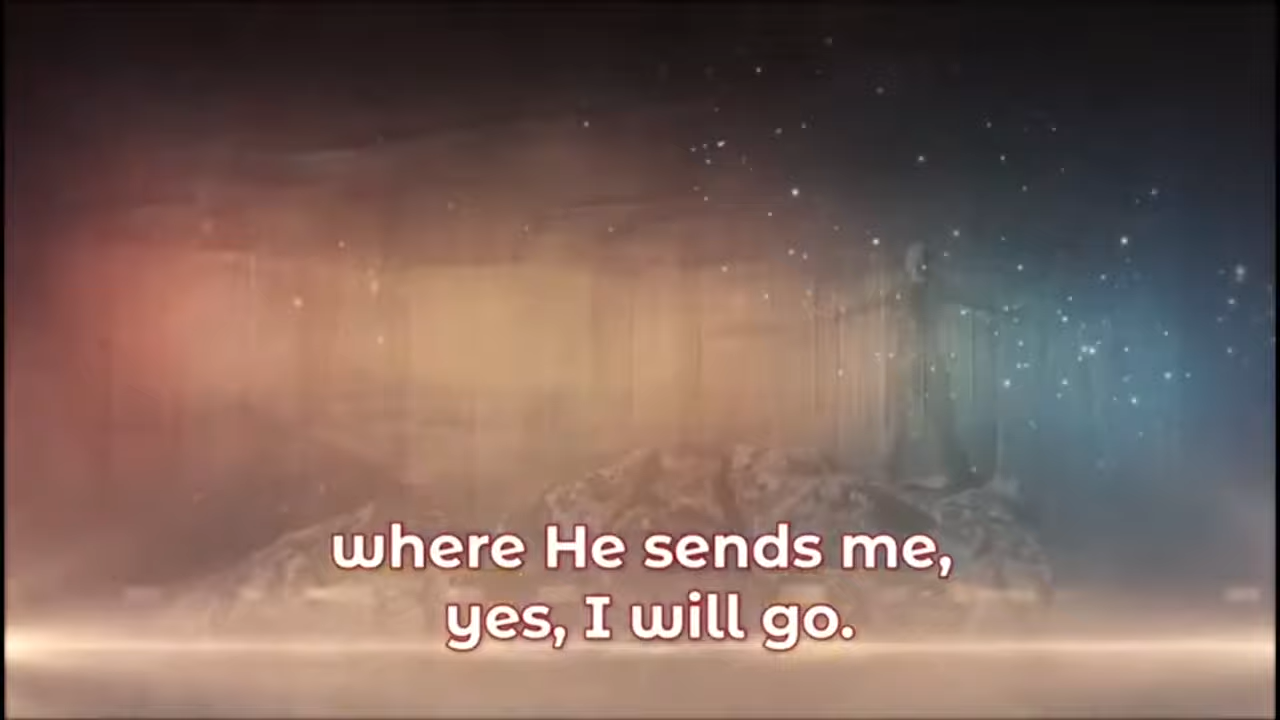 where He sends me,
yes, I will go.